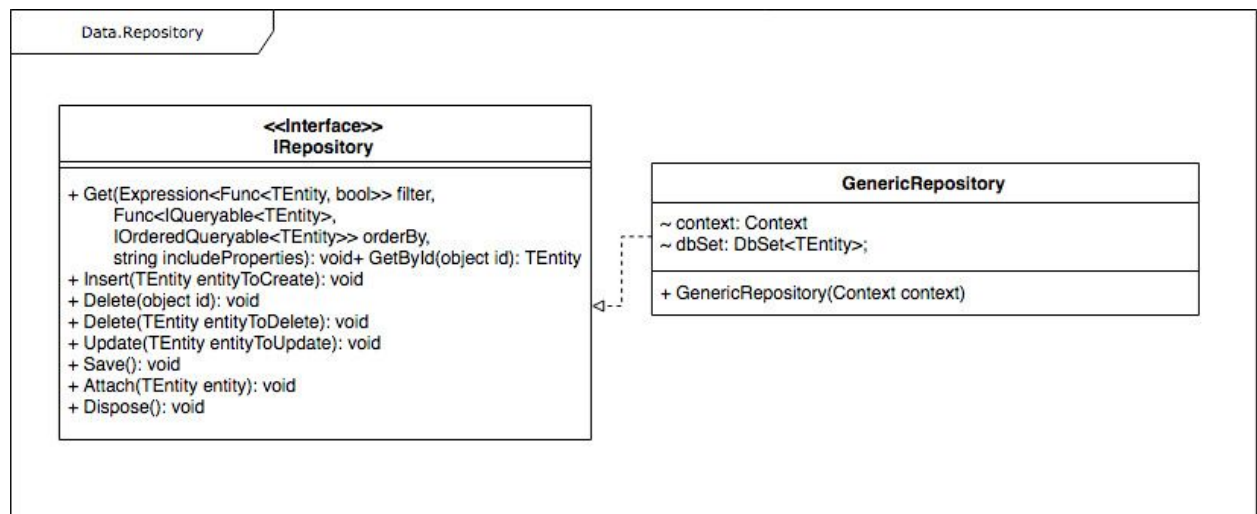 Data.Repository
<<Interface>>
IRepository
+ Get(Expression<Func<TEntity, bool>> filter,
Func<IQueryable<TEntity>,
IOrderedQueryable<TEntity>> orderBy,
string includeProperties): void+ GetById(object id): TEntity
+ Insert(TEntity entityToCreate): void
+ Delete(object id): void
+ Delete(TEntity entityToDelete): void
+ Update(TEntity entityToUpdate): void
+ Save(): void
+ Attach(TEntity entity): void
+ Dispose(): void
GenericRepository
~ context: Context
~ dbSet: DbSet<TEntity>;
+ GenericRepository(Context context)